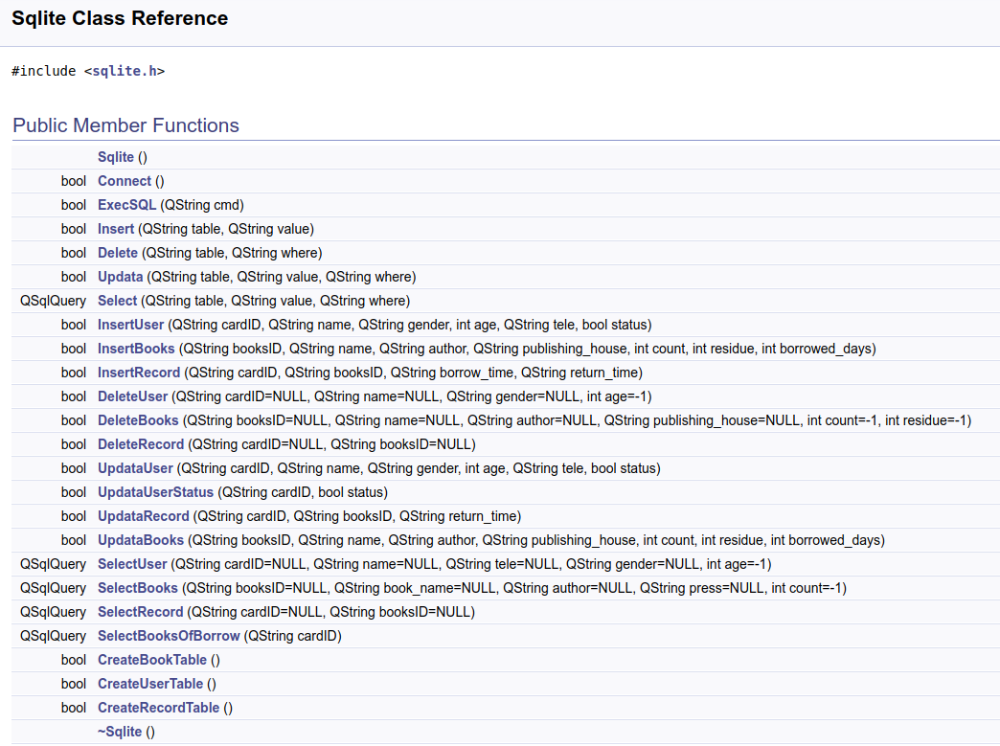 Sqlite Class Reference
#include <sqlite.h>
Public Member Functions
Sqlite ()
bool Connect ()
bool ExecSQL (QString cmd)
bool Insert (QString table, QString value)
bool Delete (QString table, QString where)
bool Updata (QString table, QString value, QString where)
QSqlQuery Select (QString table, QString value, QString where)
bool InsertUser (QString cardID, QString name, QString gender, int age, QString tele, bool status)
bool InsertBooks (QString booksID, QString name, QString author, QString publishing_house, int count, int residue, int borrowed_days)
bool InsertRecord (QString cardID, QString booksID, QString borrow_time, QString return_time)
bool DeleteUser (QString cardID=NULL, QString name=NULL, QString gender=NULL, int age=-1)
bool DeleteBooks (QString booksID=NULL, QString name=NULL, QString author=NULL, QString publishing_house=NULL, int count=-1, int residue=-1)
bool DeleteRecord (QString cardID=NULL, QString booksID=NULL)
bool UpdataUser (QString cardID, QString name, QString gender, int age, QString tele, bool status)
bool UpdataUserStatus (QString cardID, bool status)
bool UpdataRecord (QString cardID, QString booksID, QString return_time)
bool UpdataBooks (QString booksID, QString name, QString author, QString publishing_house, int count, int residue, int borrowed_days)
QSqlQuery SelectUser (QString cardID=NULL, QString name=NULL, QString tele=NULL, QString gender=NULL, int age=-1)
QSqlQuery SelectBooks (QString booksID=NULL, QString book_name=NULL, QString author=NULL, QString press=NULL, int count=-1)
QSqlQuery SelectRecord (QString cardID=NULL, QString booksID=NULL)
QSqlQuery SelectBooksOfBorrow (QString cardID)
bool CreateBookTable ()
bool CreateUserTable ()
bool CreateRecordTable ()
~Sqlite ()